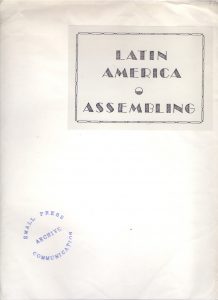 LATIN
AMERICA
ASSEMBLING
SMALL PRESS
ARCHIVE
COMMUNICATION